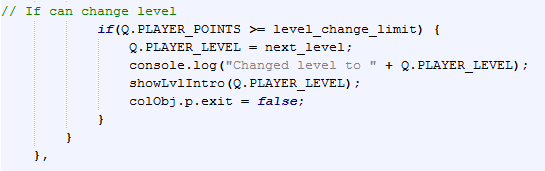 // If can change level
if(Q.PLAYER_POINTS >= level_change_limit) {
Q.PLAYER_LEVEL = next_level;
console.log("Changed level to " + Q.PLAYER_LEVEL);
showLvlIntro(Q.PLAYER_LEVEL);
colObj.p.exit = false;
}
}
},